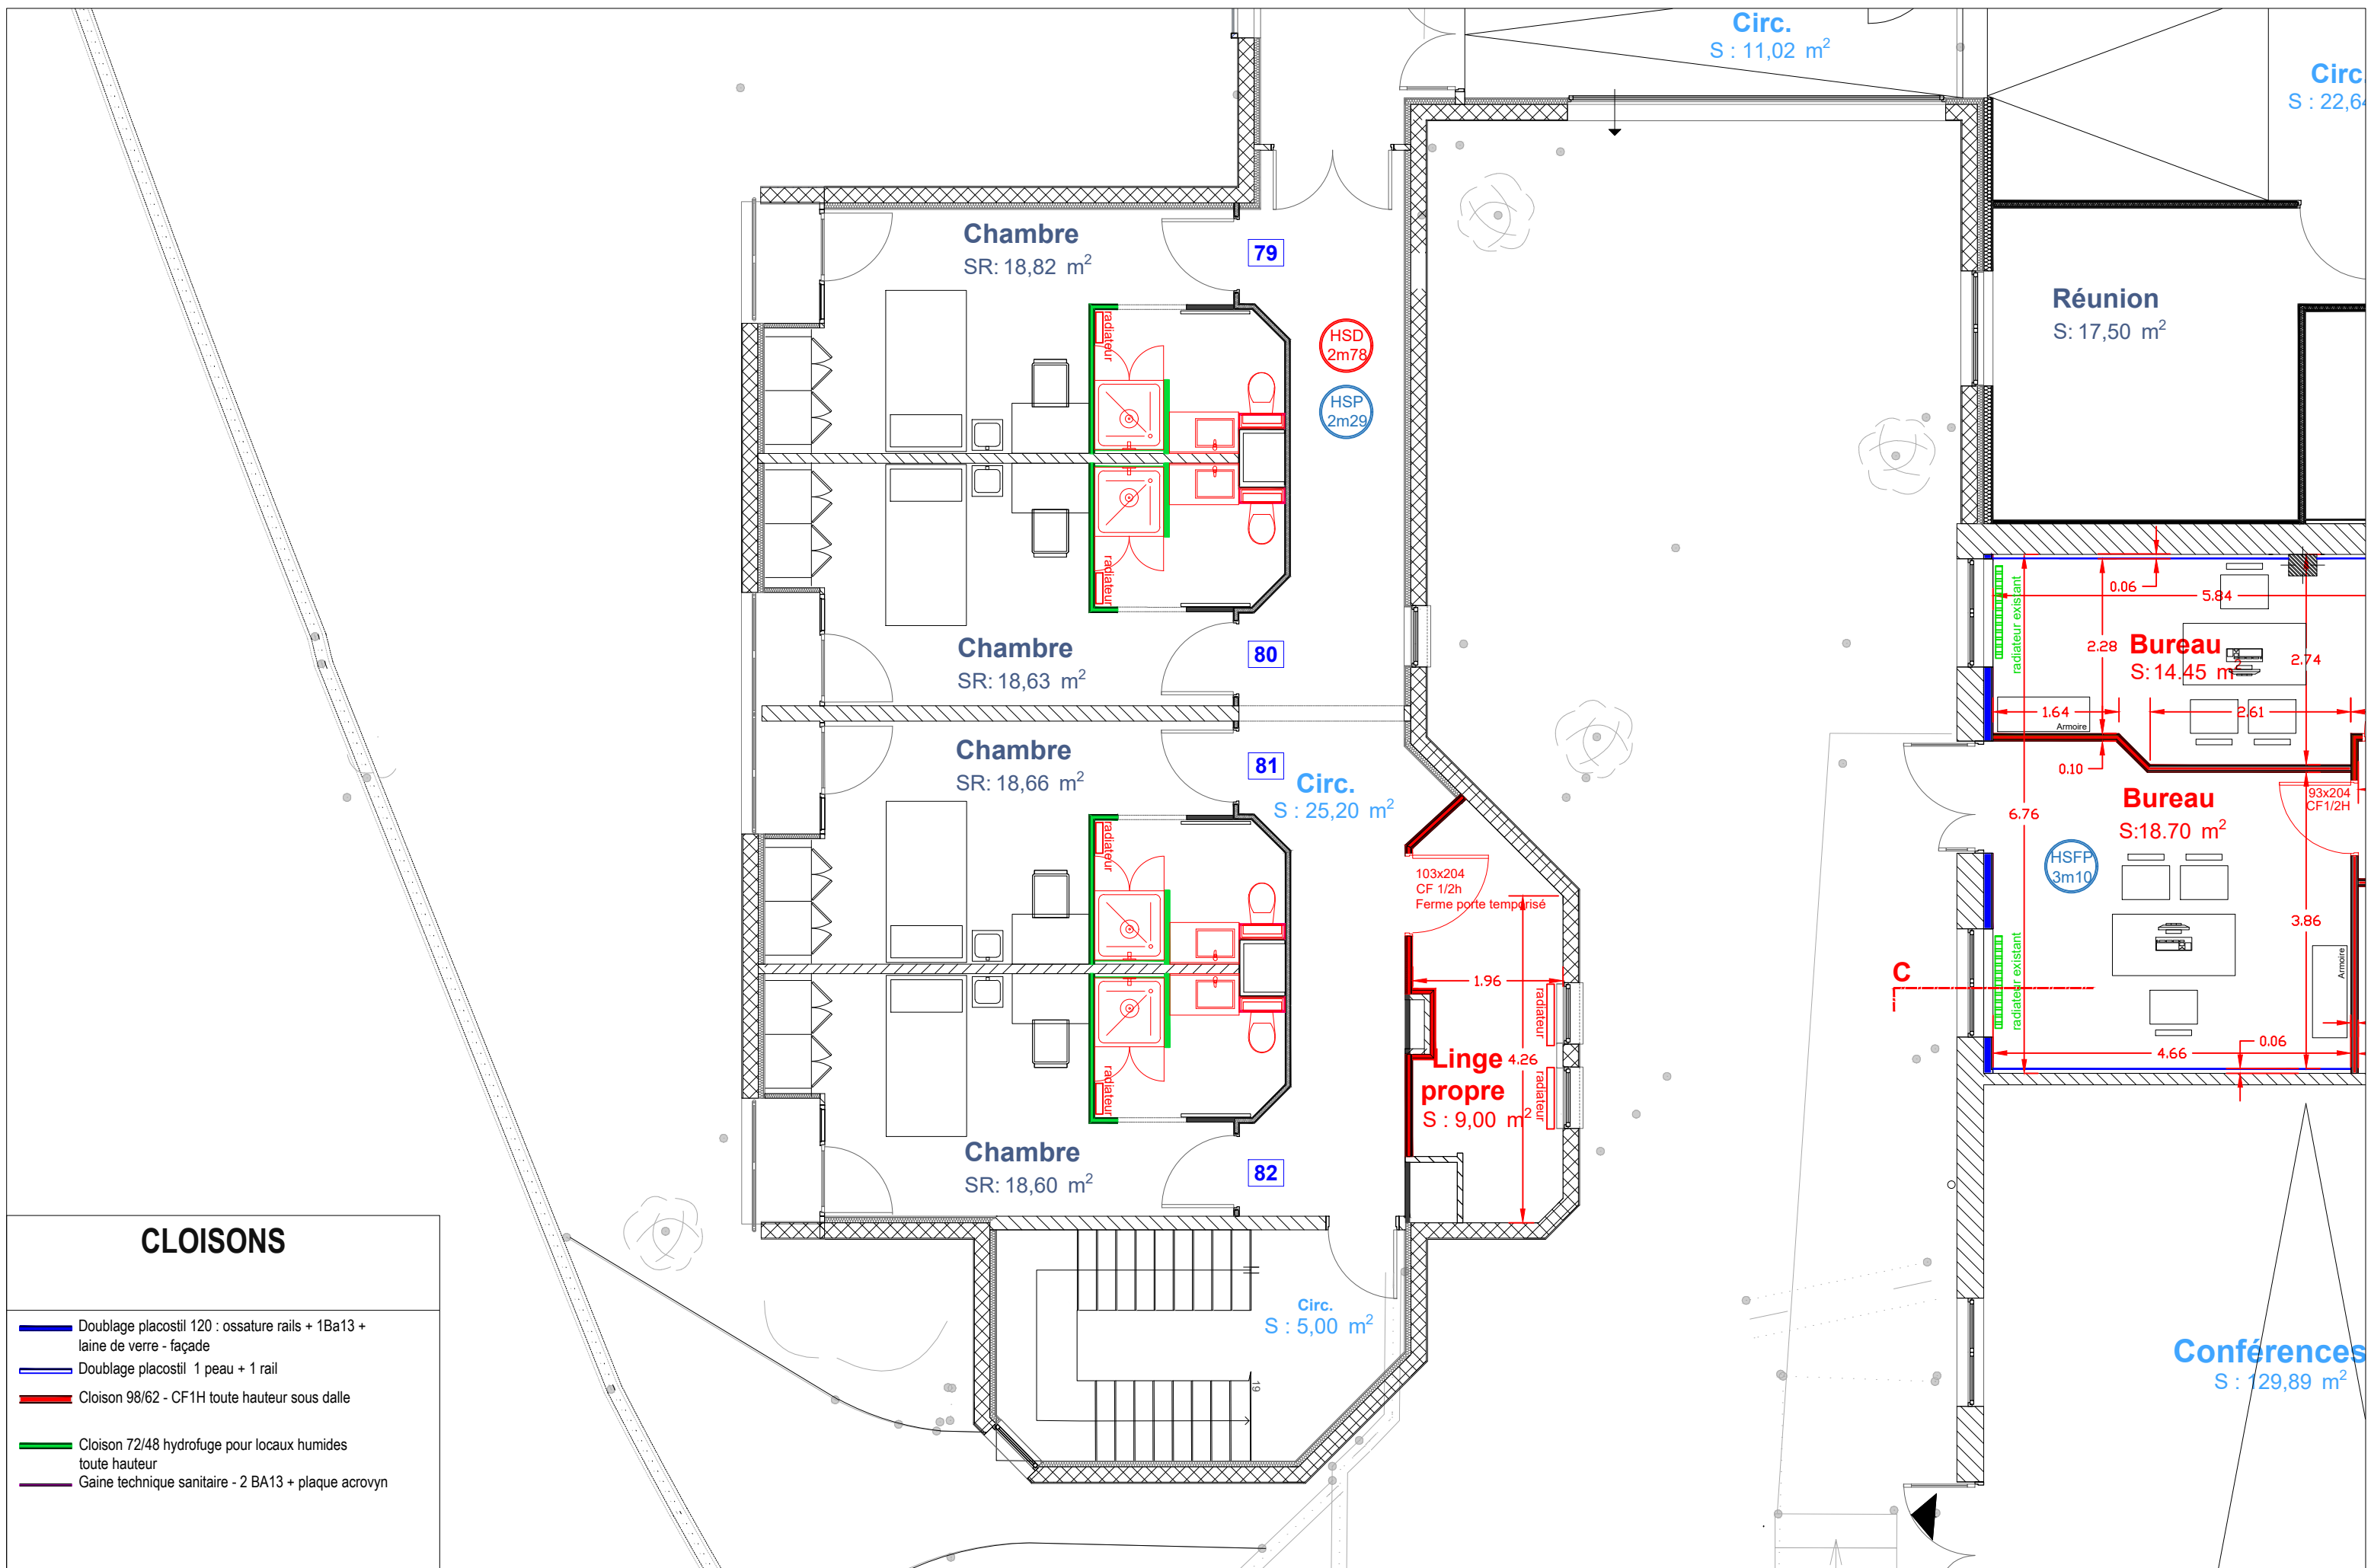 Circ.
S : 11,02 m²
Circ
S : 22,64
Chambre
SR: 18,82 m²
79
HSD
2m78
HSP
2m29
radiateur
Réunion
S: 17,50 m²
radiateur
Chambre
SR: 18,63 m²
80
radiateur existant
0.06
5.84
2.28
Bureau
S: 14.45 m²
2.74
1.64
Armoire
2.61
0.10
Chambre
SR: 18,66 m²
81
Circ.
S : 25,20 m²
radiateur
103x204
CF 1/2h
Ferme porte temporisé
6.76
Bureau
S:18.70 m²
93x204
CF1/2H
HSFP
3m10
3.86
Armoire
C
radiateur existant
4.66
0.06
1.96
radiateur
4.26
Linge
propre
S : 9,00 m²
radiateur
radiateur
Chambre
SR: 18,60 m²
82
Circ.
S : 5,00 m²
19
Conférences
S : 129,89 m²
CLOISONS
Doublage placostil 120 : ossature rails + 1Ba13 +
laine de verre - façade
Doublage placostil 1 peau + 1 rail
Cloison 98/62 - CF1H toute hauteur sous dalle
Cloison 72/48 hydrofuge pour locaux humides
toute hauteur
Gaine technique sanitaire - 2 BA13 + plaque acrovyn